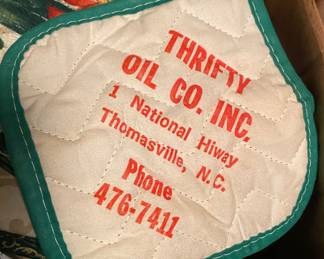 THRIFTY
OIL CO. INC.
1 National Hiway
Thomasville, N.C.
Phone
476-7411